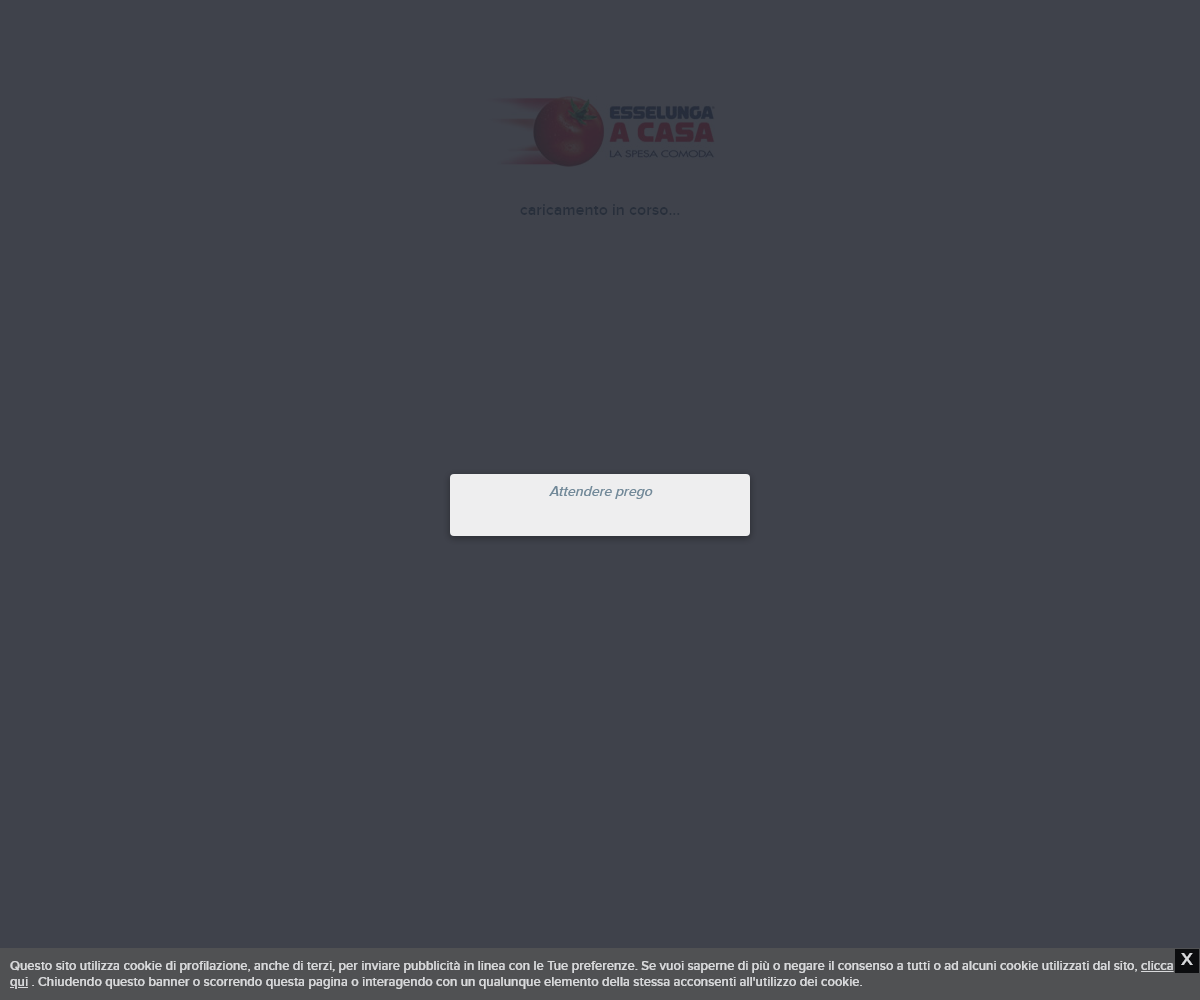 ESSELUNGA
A CASA
LA SPESA COMODA
caricamento in corso...
Attendere prego
Questo sito utilizza cookie di profilazione, anche di terzi, per inviare pubblicità in linea con le Tue preferenze. Se vuoi saperne di più o negare il consenso a tutti o ad alcuni cookie utilizzati dal sito, clicca
qui . Chiudendo questo banner o scorrendo questa pagina o interagendo con un qualunque elemento della stessa acconsenti all'utilizzo dei cookie.
X